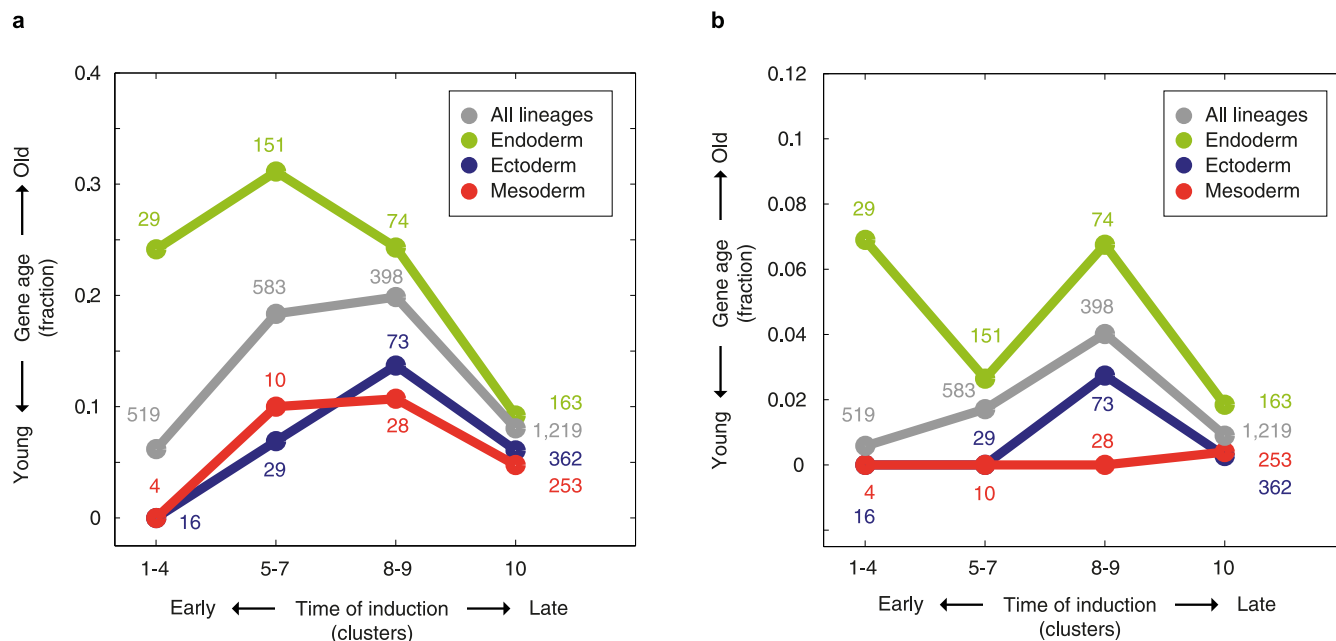 a
0.4
0.3
0.2
0.1
0
Young
Gene age
(fraction)
Old
All lineages
Endoderm
Ectoderm
Mesoderm
29
151
74
163
519
583
398
1,219
4
10
28
253
16
29
73
362
1-4
5-7
8-9
10
Early
Time of induction
(clusters)
Late
b
0.12
0.1
0.08
0.06
0.04
0.02
0
Young
Gene age
(fraction)
Old
All lineages
Endoderm
Ectoderm
Mesoderm
29
151
74
163
519
583
398
1,219
29
73
28
253
4
10
16
362
1-4
5-7
8-9
10
Early
Time of induction
(clusters)
Late